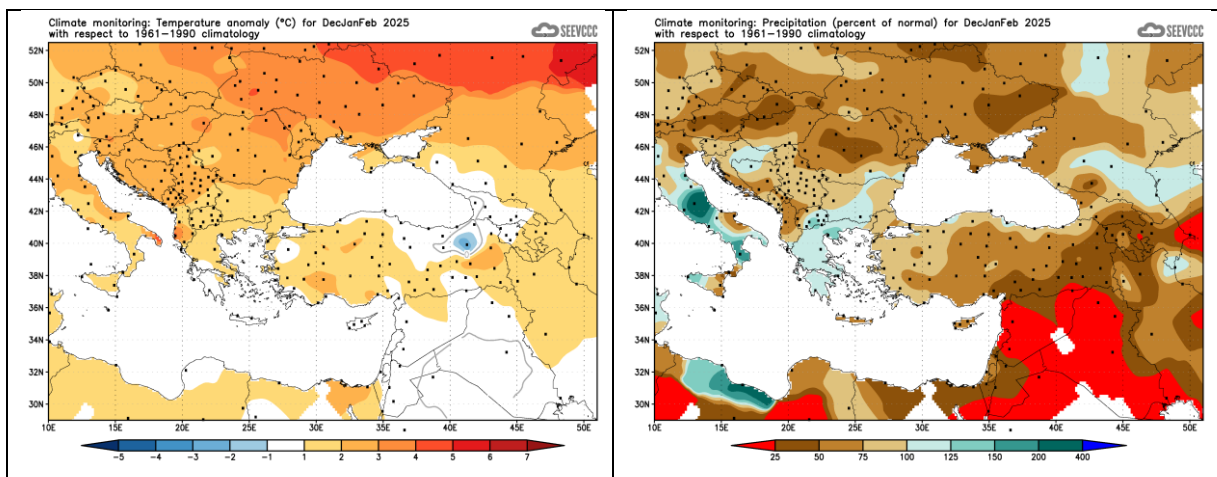 Climate monitoring: Temperature anomaly (°C) for DecJanFeb 2025
with respect to 1961–1990 climatology
SEEVCCC
52N
50N
48N
46N
44N
42N
40N
38N
36N
34N
32N
30N
10E 15E 20E 25E 30E 35E 40E 45E 50E
-5 -4 -3 -2 -1 1 2 3 4 5 6 7
Climate monitoring: Precipitation (percent of normal) for DecJanFeb 2025
with respect to 1961–1990 climatology
SEEVCCC
52N
50N
48N
46N
44N
42N
40N
38N
36N
34N
32N
30N
10E 15E 20E 25E 30E 35E 40E 45E 50E
25 50 75 100 125 150 200 400